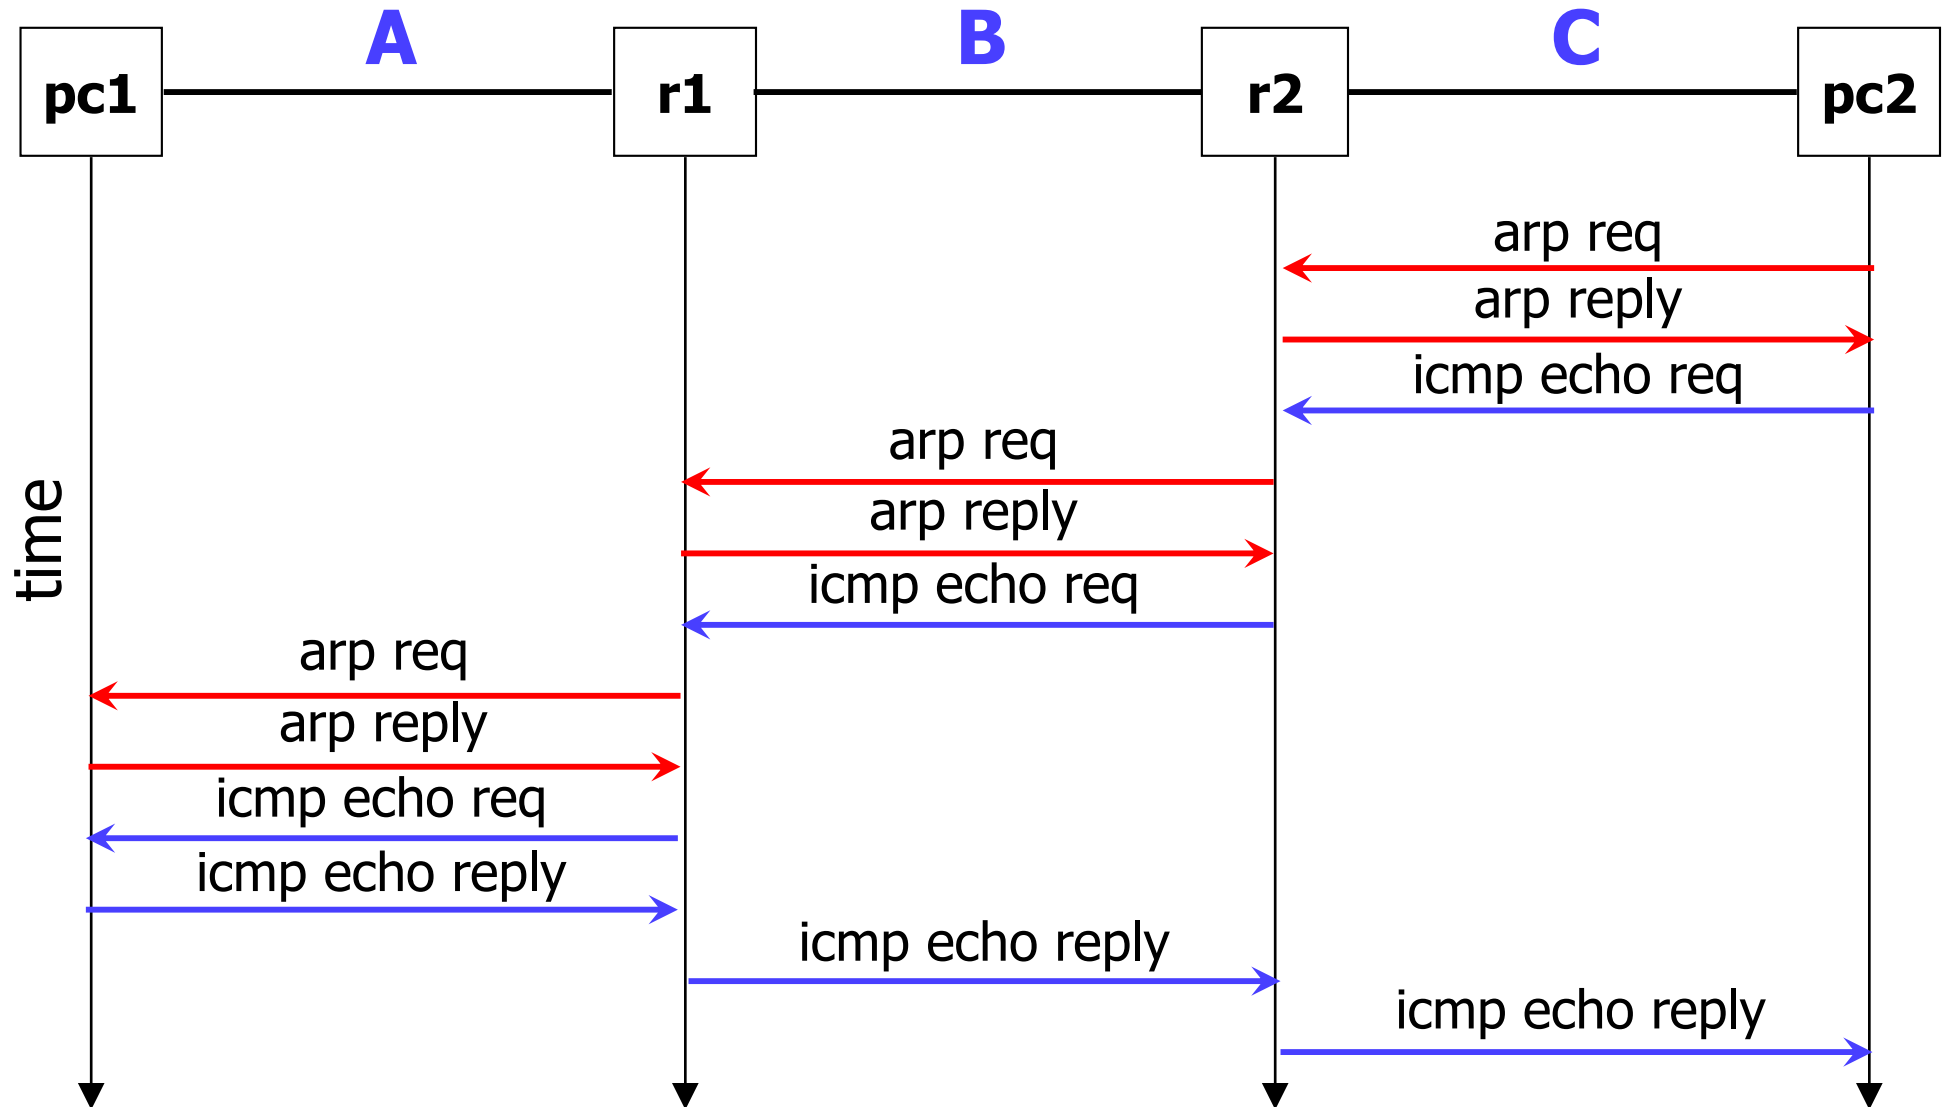 A
B
C
pc1
r1
r2
pc2
arp req
arp reply
icmp echo req
arp req
arp reply
icmp echo req
time
arp req
arp reply
icmp echo req
icmp echo reply
icmp echo reply
icmp echo reply